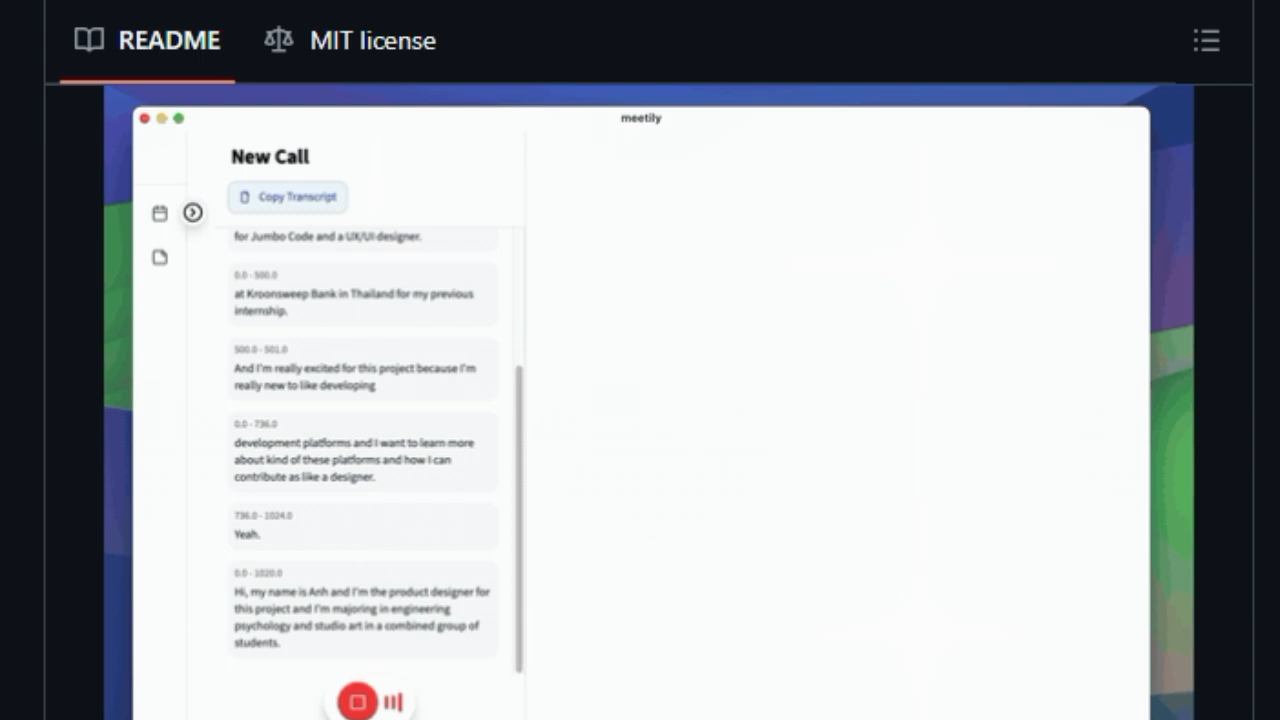 README
MIT license
meetily
New Call
Copy Transcript
for Jumbo Code and a UX/UI designer.
0.0 - 500.0
at Kroonsweep Bank in Thailand for my previous
internship.
500.0 - 501.0
And I'm really excited for this project because I'm
really new to like developing
0.0 - 736.0
development platforms and I want to learn more
about kind of these platforms and how I can
contribute as like a designer.
736.0 - 1024.0
Yeah.
0.0 - 1020.0
Hi, my name is Anh and I'm the product designer for
this project and I'm majoring in engineering
psychology and studio art in a combined group of
students.